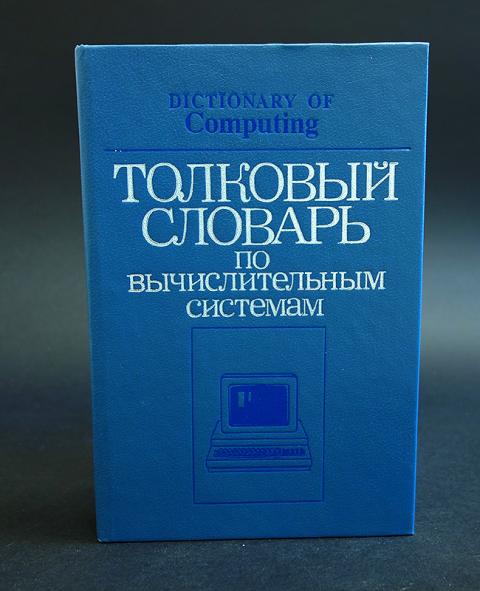 DICTIONARY OF
Computing
ТОЛКОВЫЙ
СЛОВАРЬ
ПО
ВЫЧИСЛИТЕЛЬНЫМ
СИСТЕМАМ